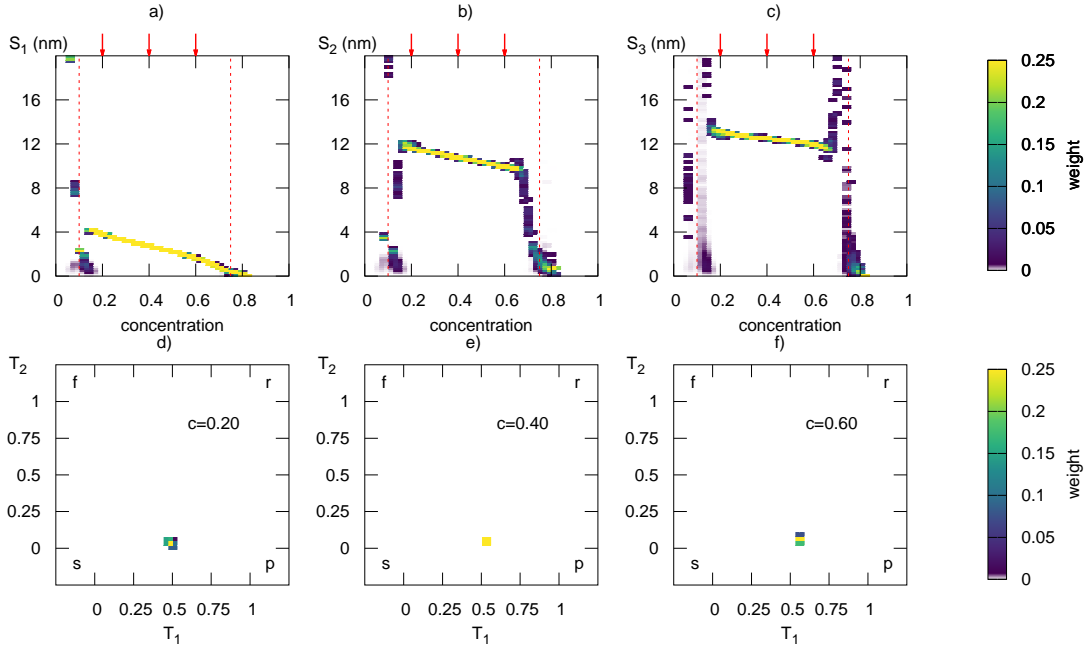 a) b) c)
S1 (nm) S2 (nm) S3 (nm)
16 16 16
12 12 12
8 8 8
4 4 4
0 0 0
0 0.2 0.4 0.6 0.8 1 0 0.2 0.4 0.6 0.8 1 0 0.2 0.4 0.6 0.8 1
concentration concentration concentration
0.25
0.2
0.15
0.1
0.05
0
weight
d) e) f)
T2 T2 T2
f r f r f r
c=0.20 c=0.40 c=0.60
1 1 1
0.75 0.75 0.75
0.5 0.5 0.5
0.25 0.25 0.25
0 0 0
s p s p s p
0 0.25 0.5 0.75 1 0 0.25 0.5 0.75 1 0 0.25 0.5 0.75 1
T1 T1 T1
0.25
0.2
0.15
0.1
0.05
0
weight